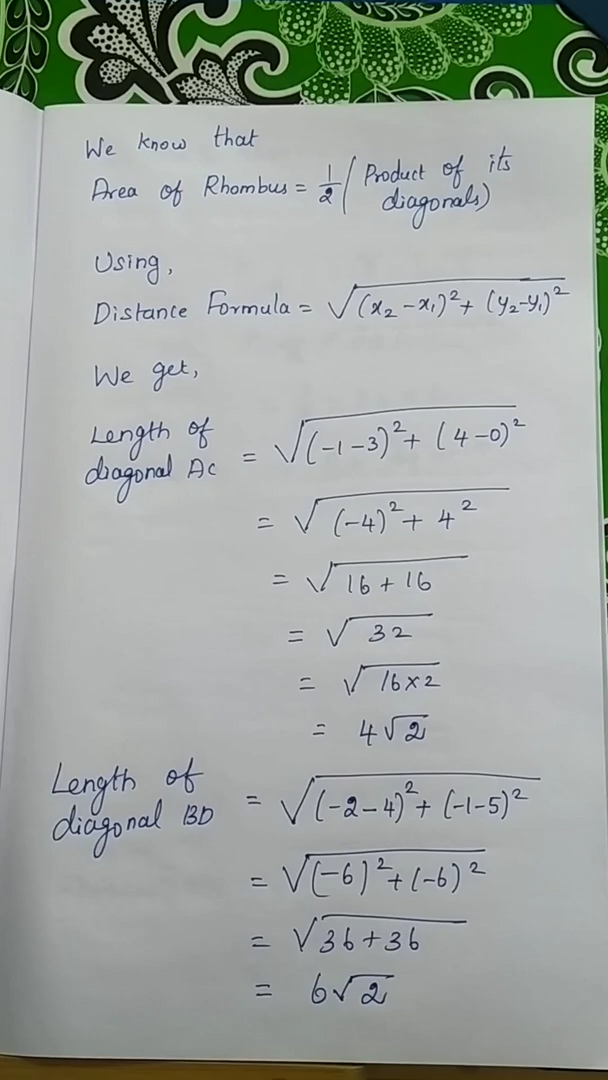 We know that
Area of Rhombus = 1/2 ( Product of its diagonals)
Using,
Distance Formula = √(x₂-x₁)²+ (y₂-y₁)²
We get,
Length of diagonal AC = √(-1-3)²+ (4-0)²
= √(-4)²+ 4²
= √16+16
= √32
= √16×2
= 4√2
Length of diagonal BD = √(-2-4)²+ (-1-5)²
= √(-6)²+(-6)²
= √36+36
= 6√2